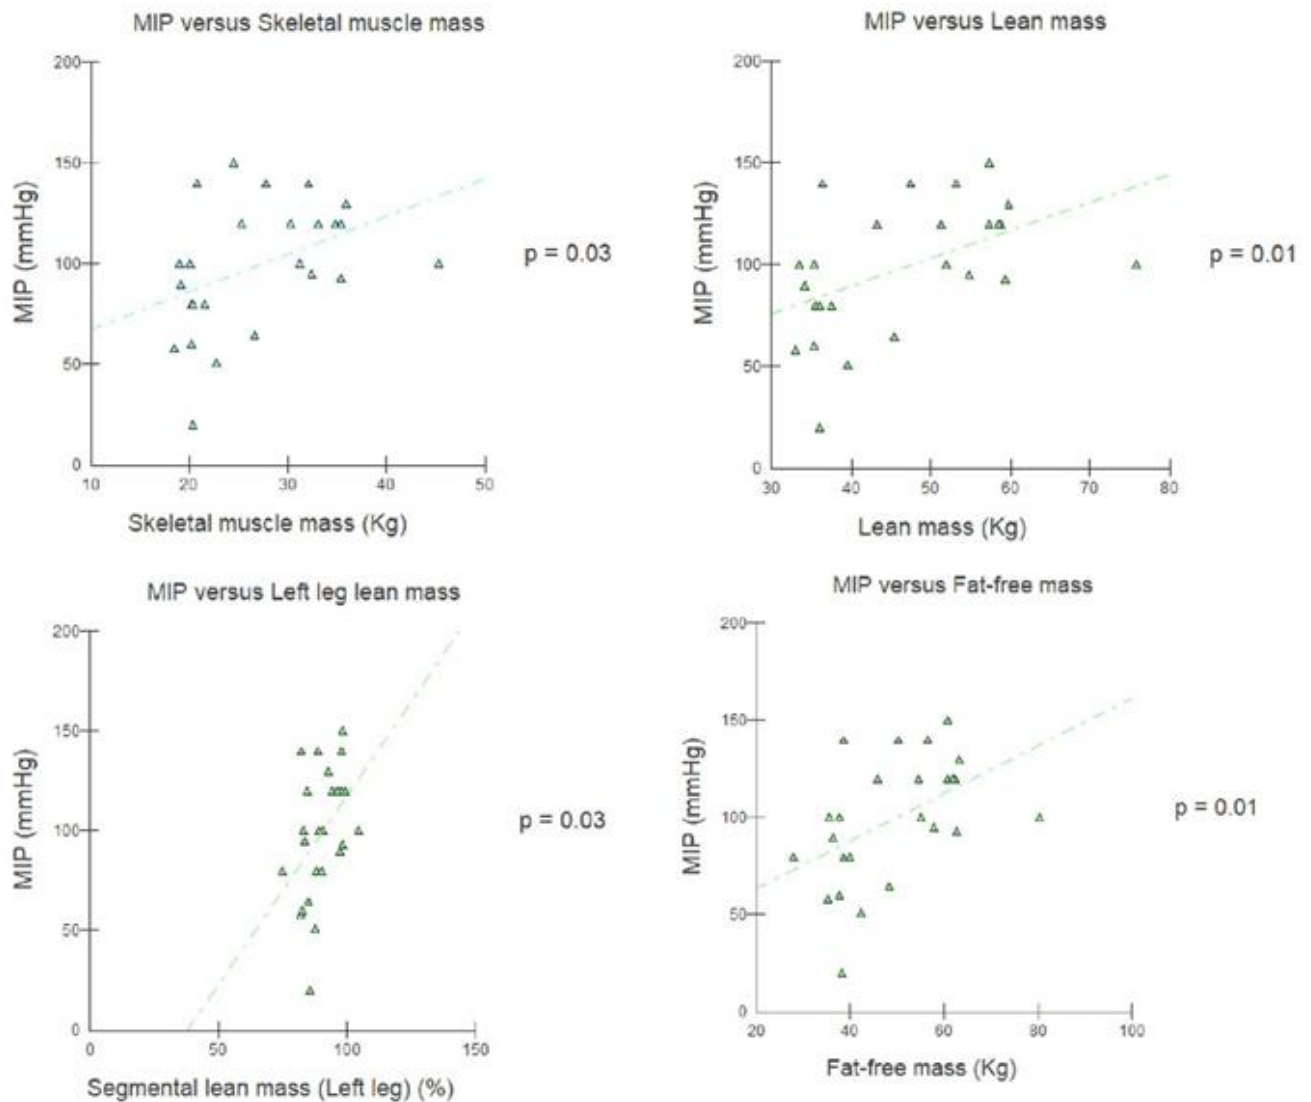 MIP versus Skeletal muscle mass
200
150
100
50
0
MIP (mmHg)
10 20 30 40 50
Skeletal muscle mass (Kg)
p = 0.03
MIP versus Lean mass
200
150
100
50
0
MIP (mmHg)
30 40 50 60 70 80
Lean mass (Kg)
p = 0.01
MIP versus Left leg lean mass
200
150
100
50
0
MIP (mmHg)
0 50 100 150
Segmental lean mass (Left leg) (%)
p = 0.03
MIP versus Fat-free mass
200
150
100
50
0
MIP (mmHg)
20 40 60 80 100
Fat-free mass (Kg)
p = 0.01